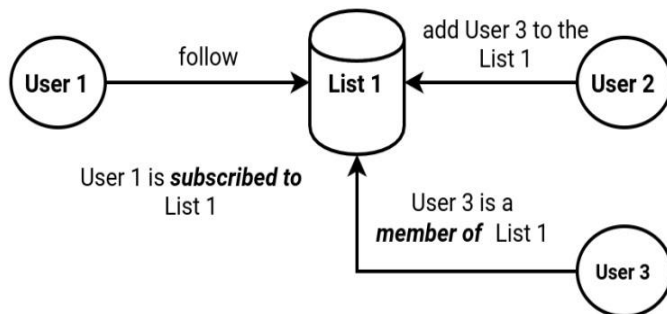 User 1
follow
List 1
add User 3 to the
List 1
User 2
User 1 is subscribed to
List 1
User 3 is a
member of List 1
User 3